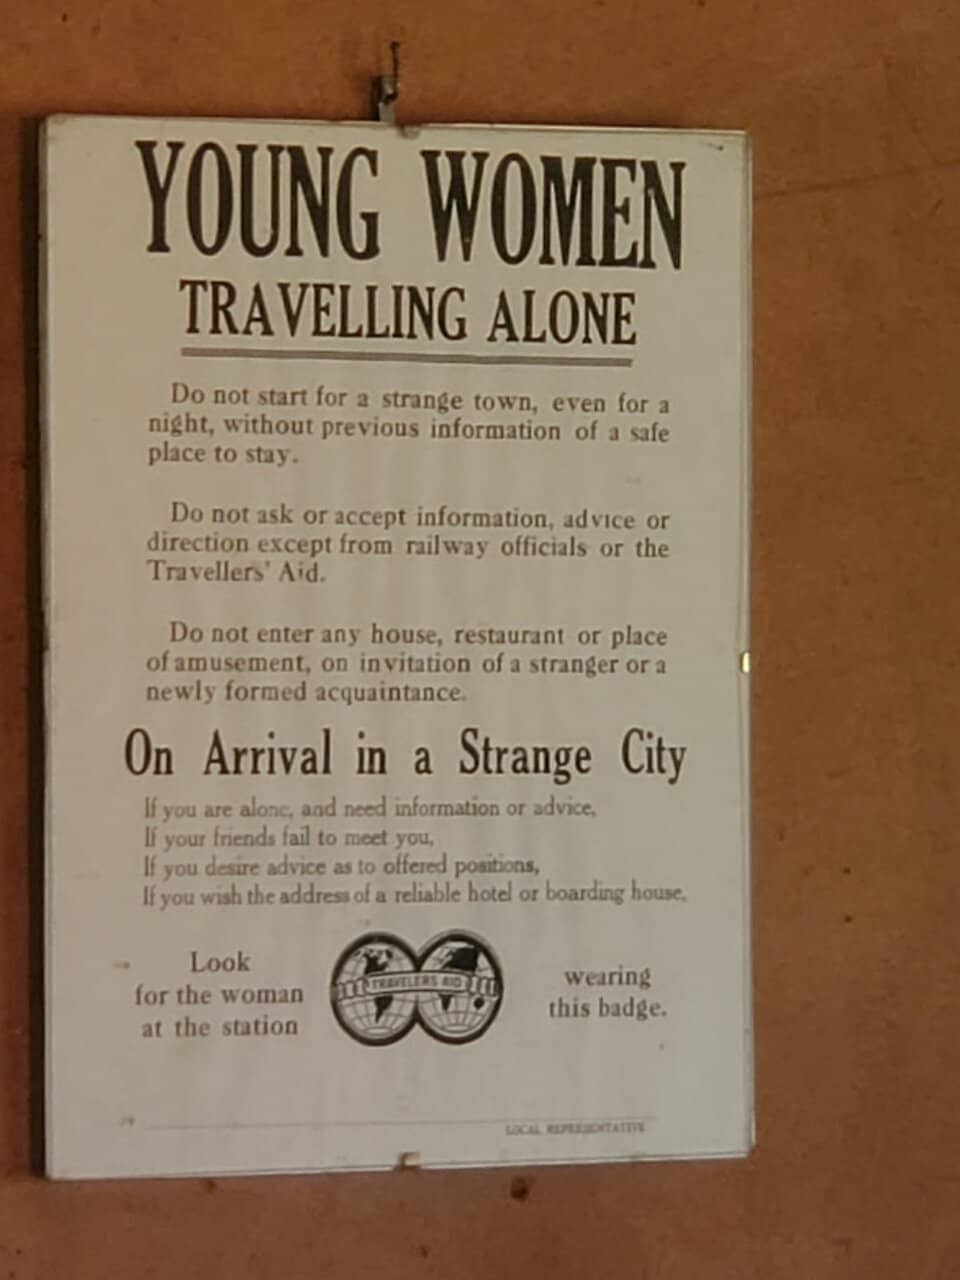 YOUNG WOMEN
TRAVELLING ALONE
Do not start for a strange town, even for a
night, without previous information of a safe
place to stay.
Do not ask or accept information, advice or
direction except from railway officials or the
Travellers' Aid.
Do not enter any house, restaurant or place
of amusement, on invitation of a stranger or a
newly formed acquaintance.
On Arrival in a Strange City
If you are alone, and need information or advice,
If your friends fail to meet you,
If you desire advice as to offered positions,
If you wish the address of a reliable hotel or boarding house,
Look
for the woman
at the station
TRAVELERS AID
wearing
this badge.
LOCAL REPRESENTATIVE